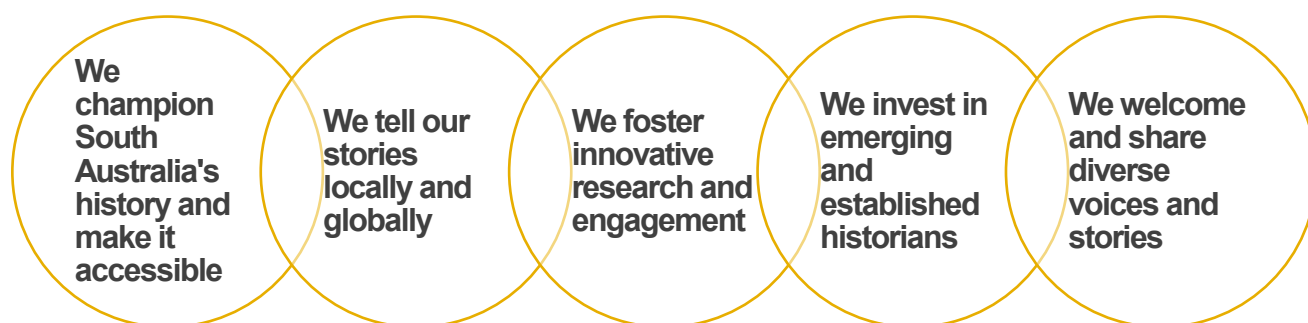 We
champion
South
Australia's
history and
make it
accessible
We tell our
stories
locally and
globally
We foster
innovative
research and
engagement
We invest in
emerging
and
established
historians
We welcome
and share
diverse
voices and
stories